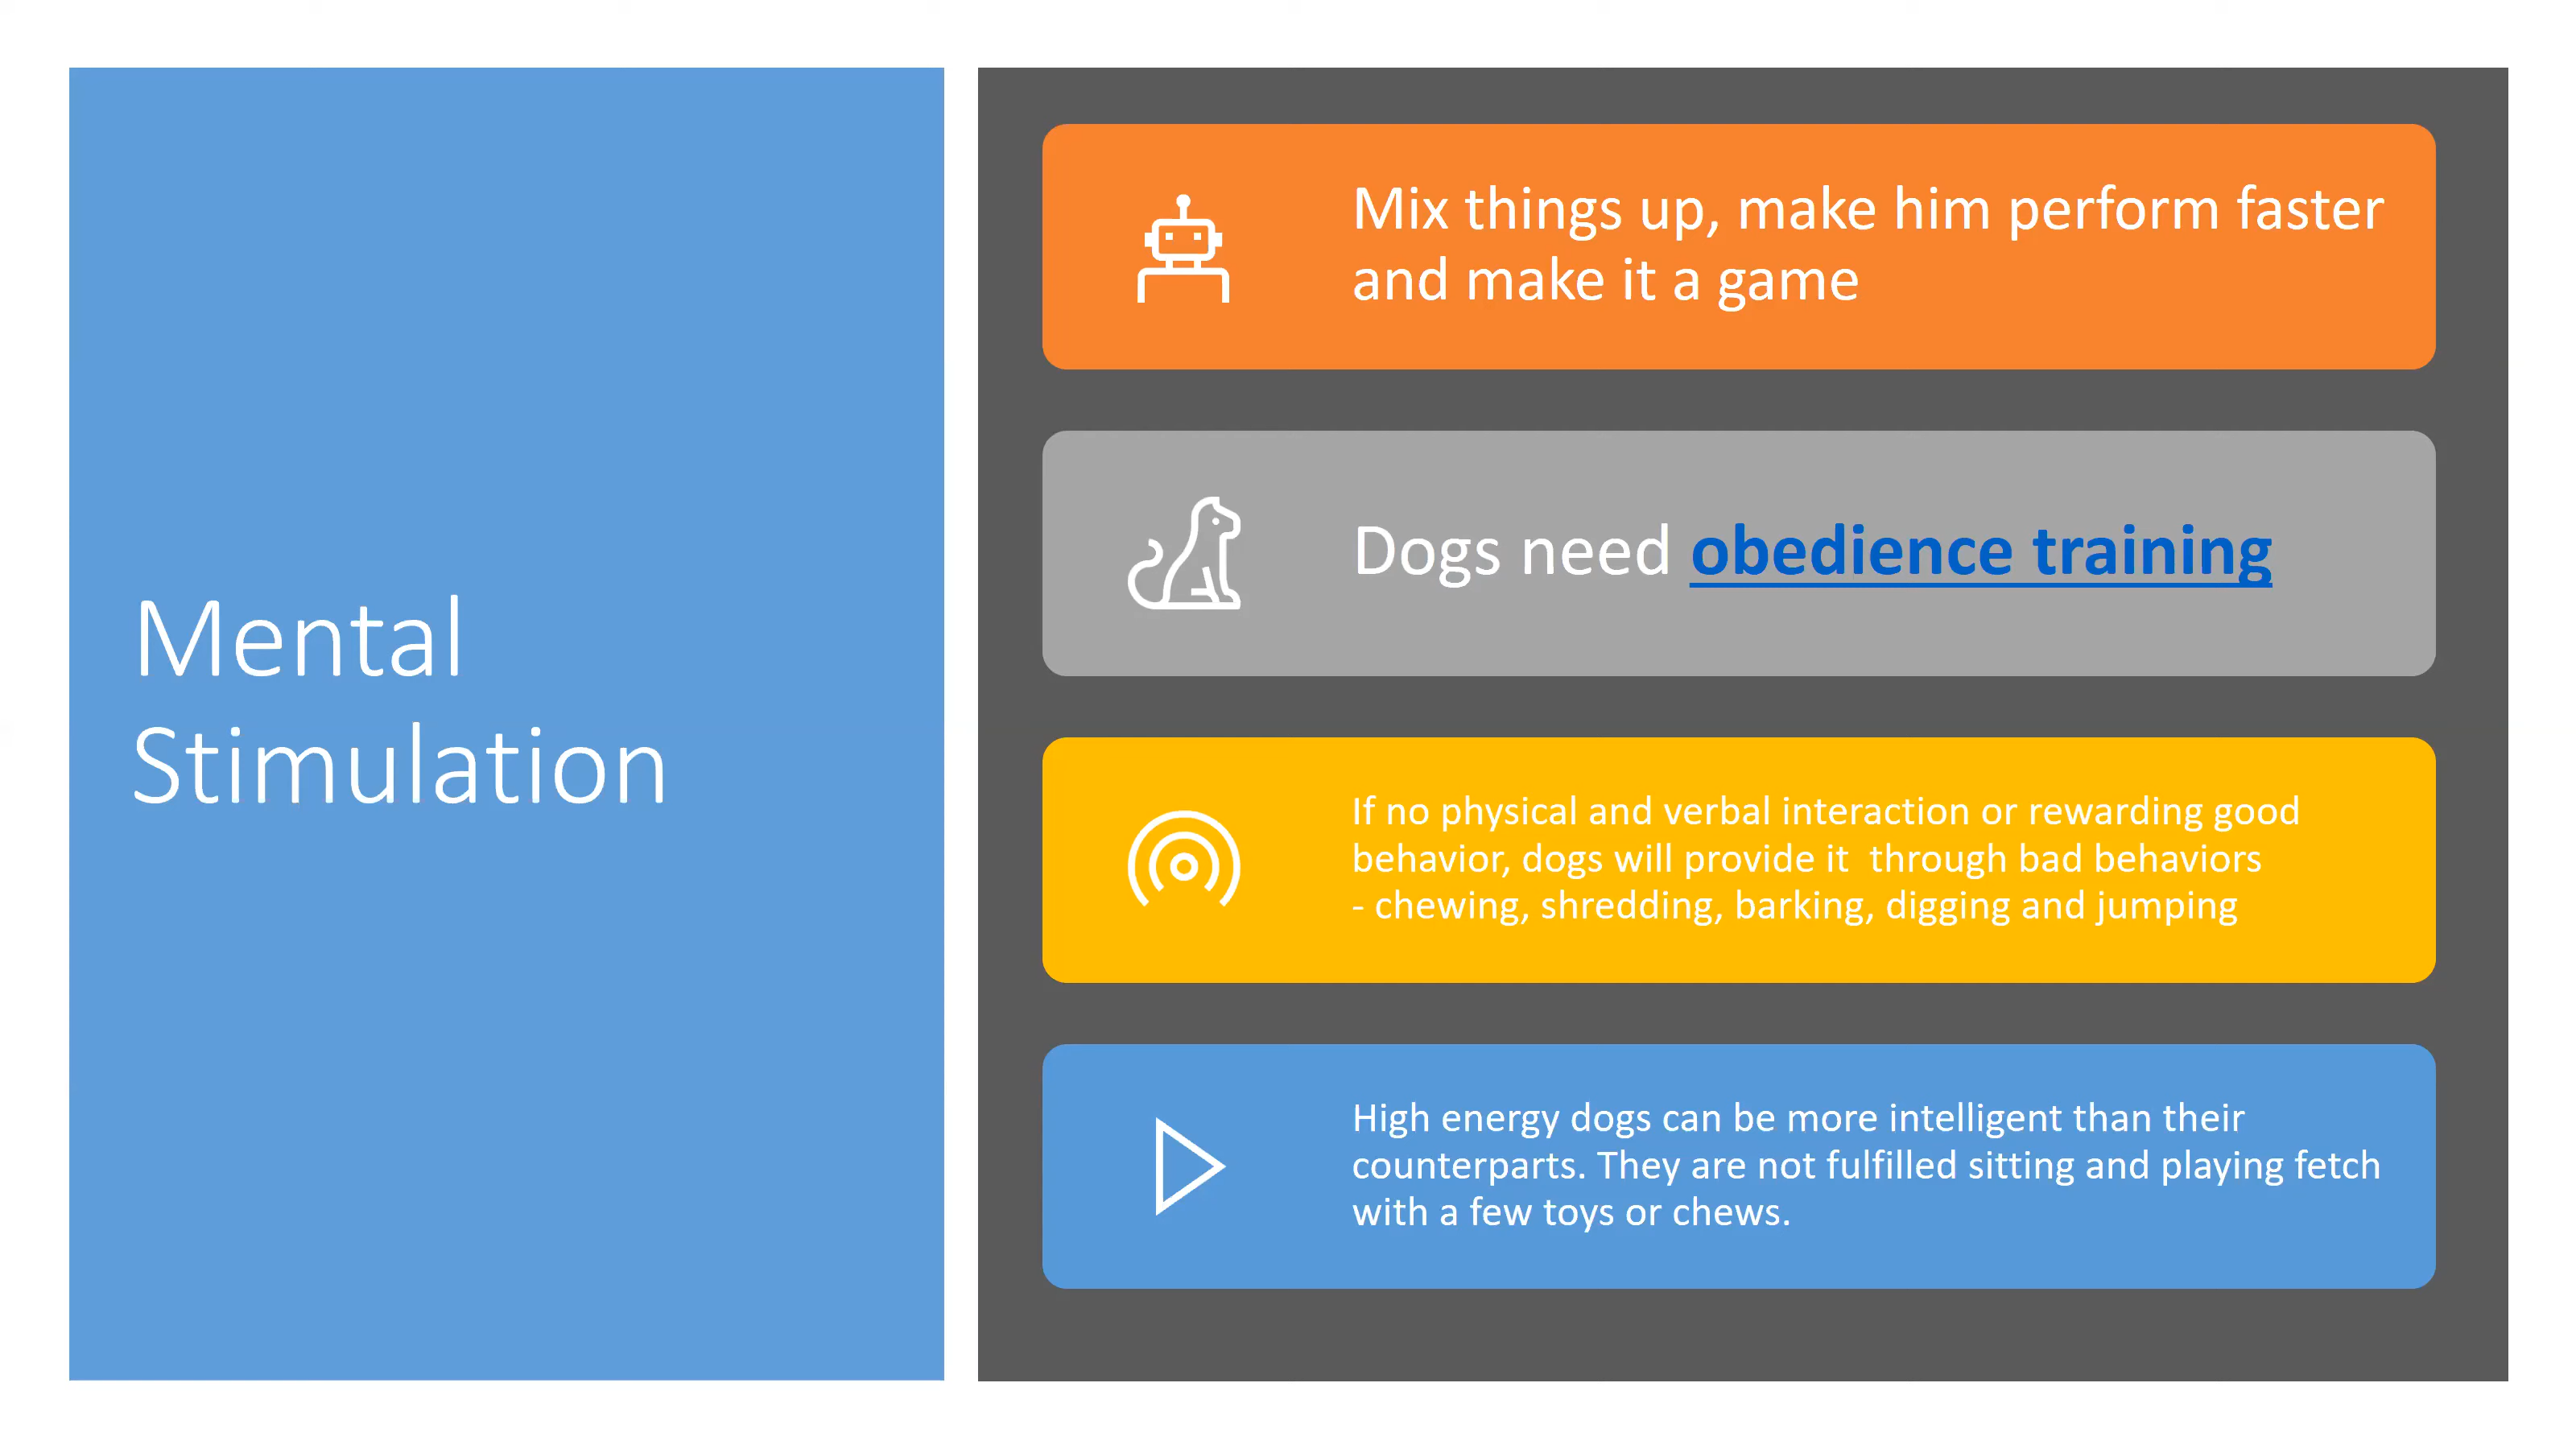 Mental
Stimulation
Mix things up, make him perform faster
and make it a game
Dogs need obedience training
If no physical and verbal interaction or rewarding good
behavior, dogs will provide it  through bad behaviors
- chewing, shredding, barking, digging and jumping
High energy dogs can be more intelligent than their
counterparts. They are not fulfilled sitting and playing fetch
with a few toys or chews.